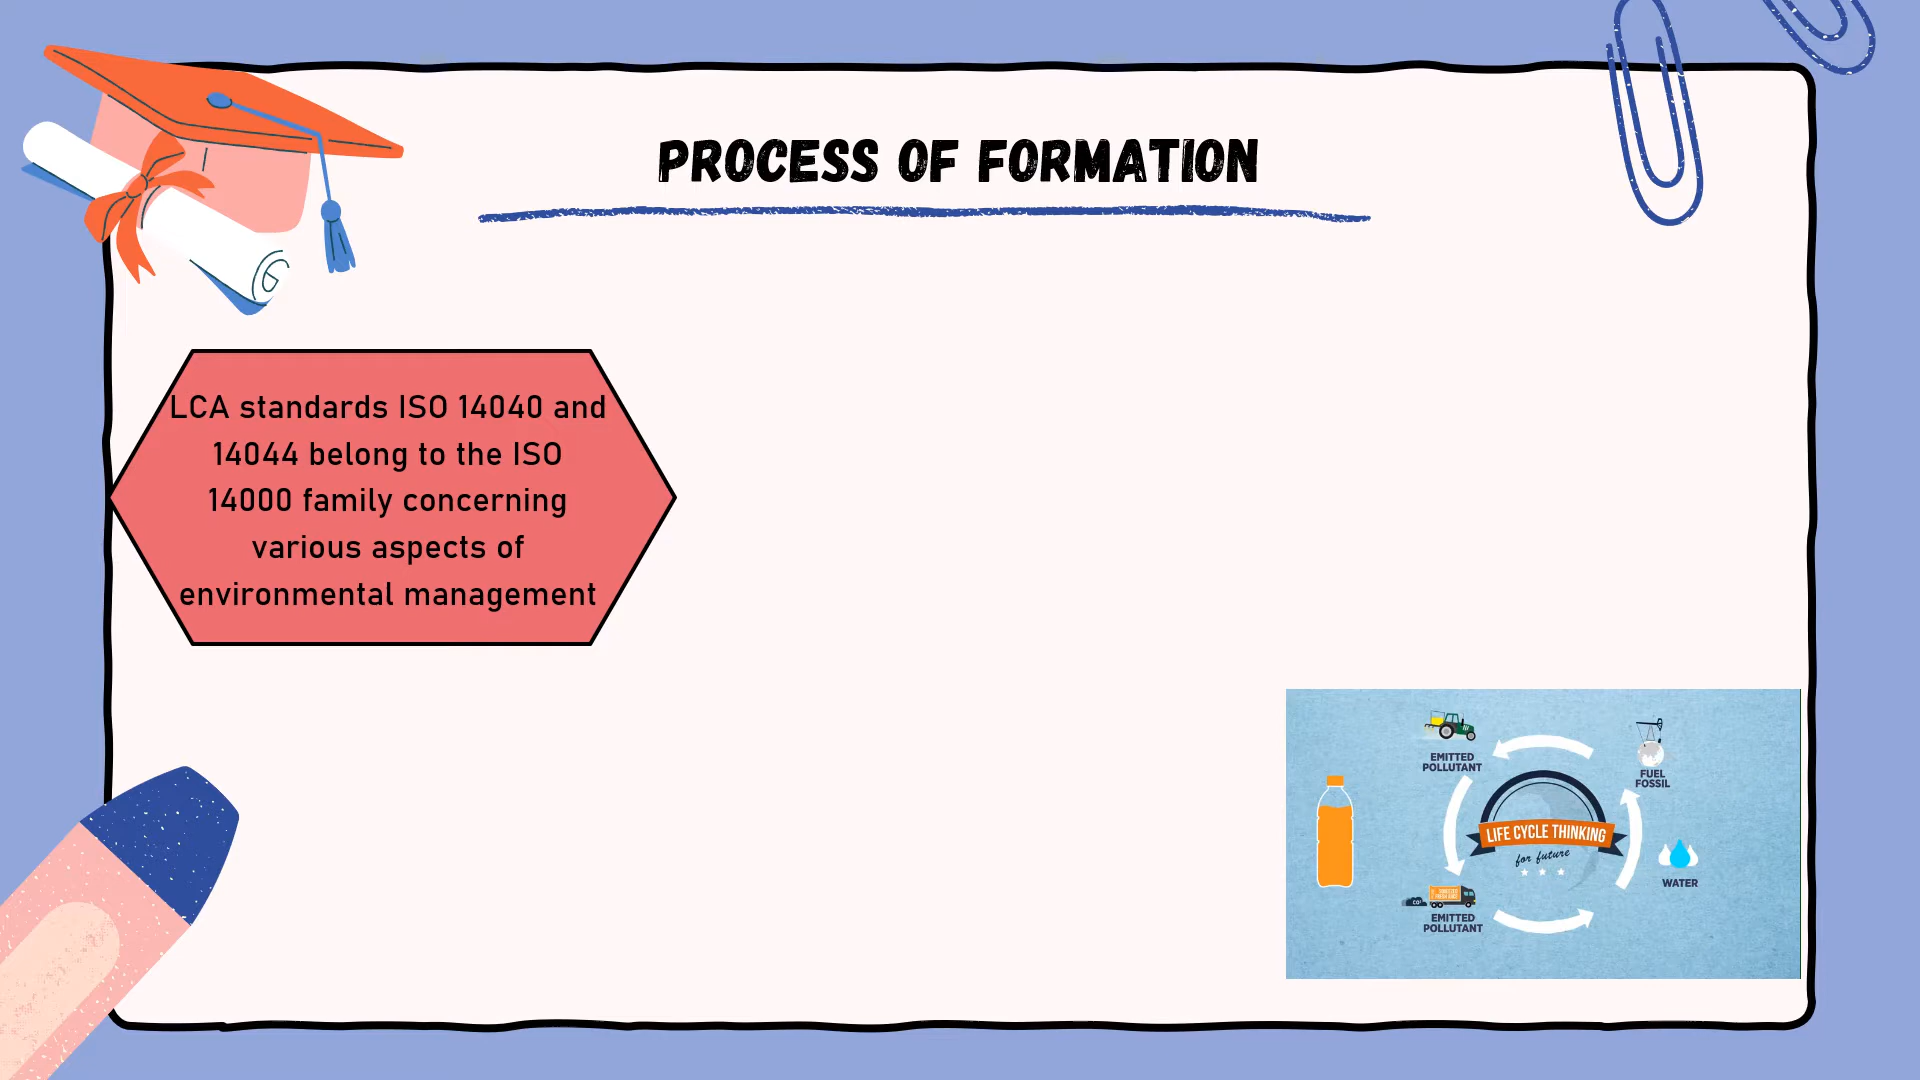 PROCESS OF FORMATION
LCA standards ISO 14040 and
14044 belong to the ISO
14000 family concerning
various aspects of
environmental management
EMITTED
POLLUTANT
FUEL
FOSSIL
LIFE CYCLE THINKING
for future
WATER
EMITTED
POLLUTANT